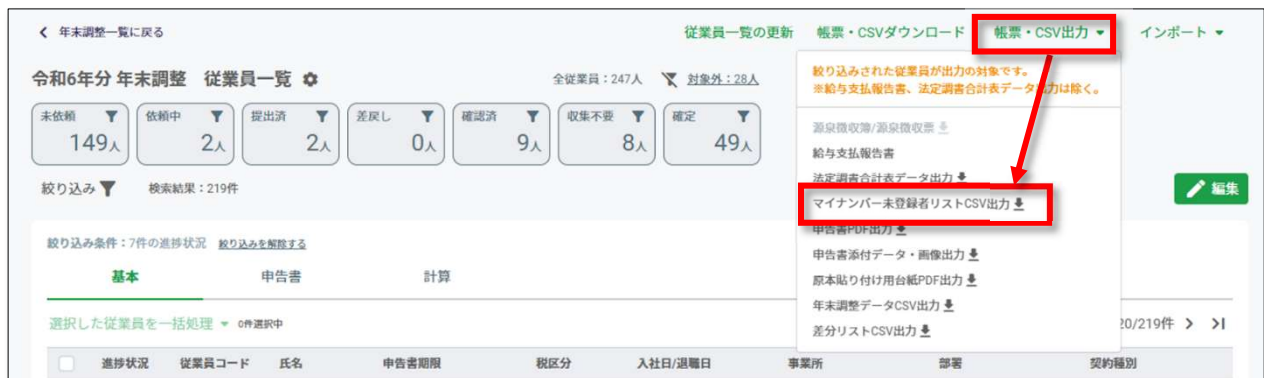 年末調整一覧に戻る
従業員一覧の更新 帳票・CSVダウンロード 帳票・CSV出力 インポート
令和6年分 年末調整 従業員一覧
全従業員：247人 対象外：28人
未依頼 依頼中 提出済 差戻し 確認済 収集不要 確定
149人 2人 2人 0人 9人 8人 49人
絞り込み 検索結果：219件
編集
絞り込みされた従業員が出力の対象です。
※給与支払報告書、法定調書合計表データ出力は除く。
源泉徴収簿/源泉徴収票
給与支払報告書
法定調書合計表データ出力
マイナンバー未登録者リストCSV出力
申告書PDF出力
申告書添付データ・画像出力
原本貼り付け用台紙PDF出力
年末調整データCSV出力
差分リストCSV出力
絞り込み条件：7件の進捗状況 絞り込みを解除する
基本 申告書 計算
選択した従業員を一括処理 0件選択中
20/219件
進捗状況 従業員コード 氏名 申告書期限 税区分 入社日/退職日 事業所 部署 契約種別